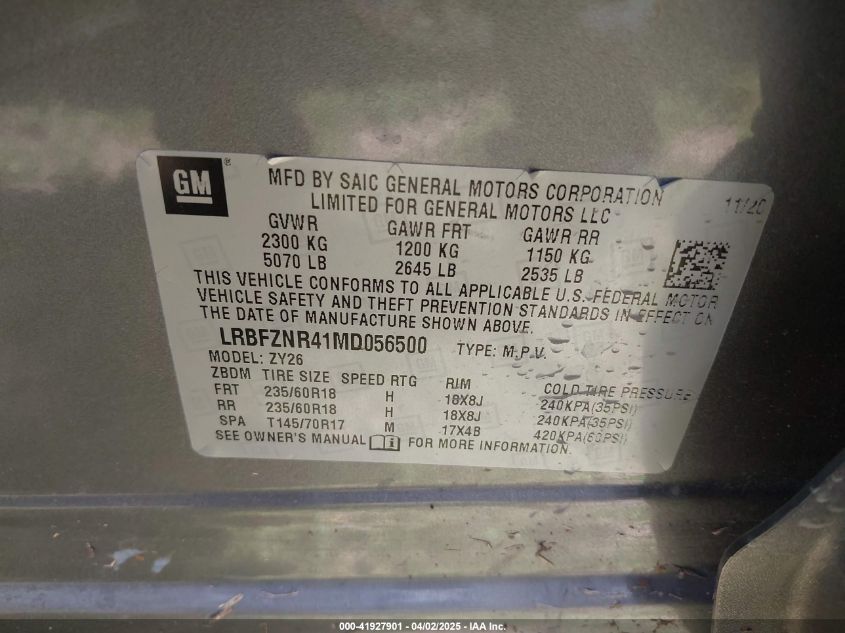 GM ®
MFD BY SAIC GENERAL MOTORS CORPORATION 11/20
LIMITED FOR GENERAL MOTORS LLC
GVWR GAWR FRT GAWR RR
2300 KG 1200 KG 1150 KG
5070 LB 2645 LB 2535 LB
THIS VEHICLE CONFORMS TO ALL APPLICABLE U.S. FEDERAL MOTOR
VEHICLE SAFETY AND THEFT PREVENTION STANDARDS IN EFFECT ON
THE DATE OF MANUFACTURE SHOWN ABOVE.
LRBFZNR41MD056500 TYPE: M.P.V.
MODEL: ZY26
ZBDM TIRE SIZE SPEED RTG RIM COLD TIRE PRESSURE
FRT 235/60R18 H 18X8J 240KPA(35PSI)
RR 235/60R18 H 18X8J 240KPA(35PSI)
SPA T145/70R17 M 17X4B 420KPA(60PSI)
SEE OWNER'S MANUAL FOR MORE INFORMATION.
000-41927901 - 04/02/2025 - IAA Inc.